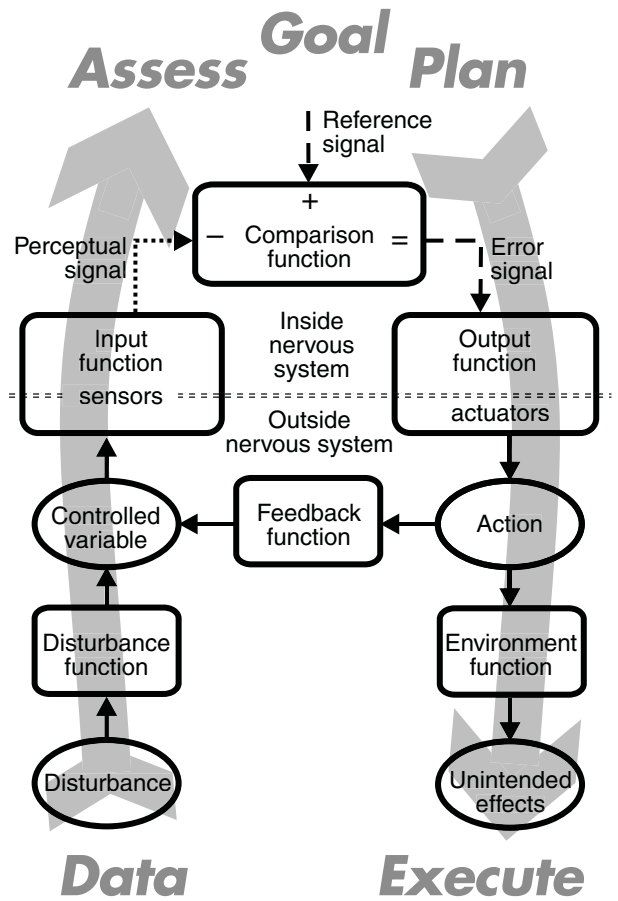 Goal
Assess
Plan
Reference
signal
+
− Comparison =
function
Perceptual
signal
Error
signal
Input
function
sensors
Inside
nervous
system
Output
function
actuators
Outside
nervous system
Controlled
variable
Feedback
function
Action
Disturbance
function
Environment
function
Disturbance
Unintended
effects
Data
Execute